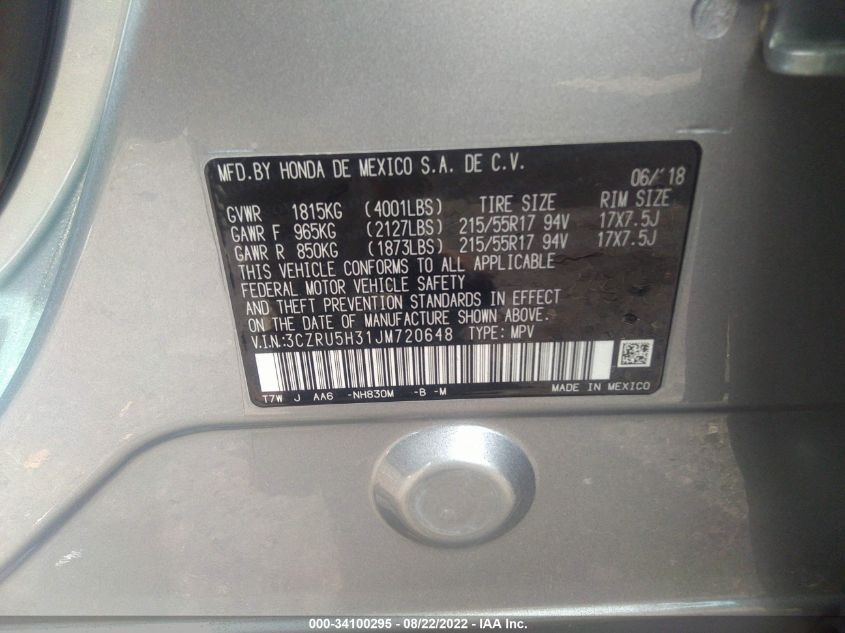 MFD.BY HONDA DE MEXICO S.A. DE C.V. 06/'18
GVWR 1815KG (4001LBS) TIRE SIZE RIM SIZE
GAWR F 965KG (2127LBS) 215/55R17 94V 17X7.5J
GAWR R 850KG (1873LBS) 215/55R17 94V 17X7.5J
THIS VEHICLE CONFORMS TO ALL APPLICABLE
FEDERAL MOTOR VEHICLE SAFETY
AND THEFT PREVENTION STANDARDS IN EFFECT
ON THE DATE OF MANUFACTURE SHOWN ABOVE.
V.I.N:3CZRU5H31JM720648 TYPE: MPV
T7W J AA6 -NH830M -B -M MADE IN MEXICO
000-34100295 - 08/22/2022 - IAA Inc.